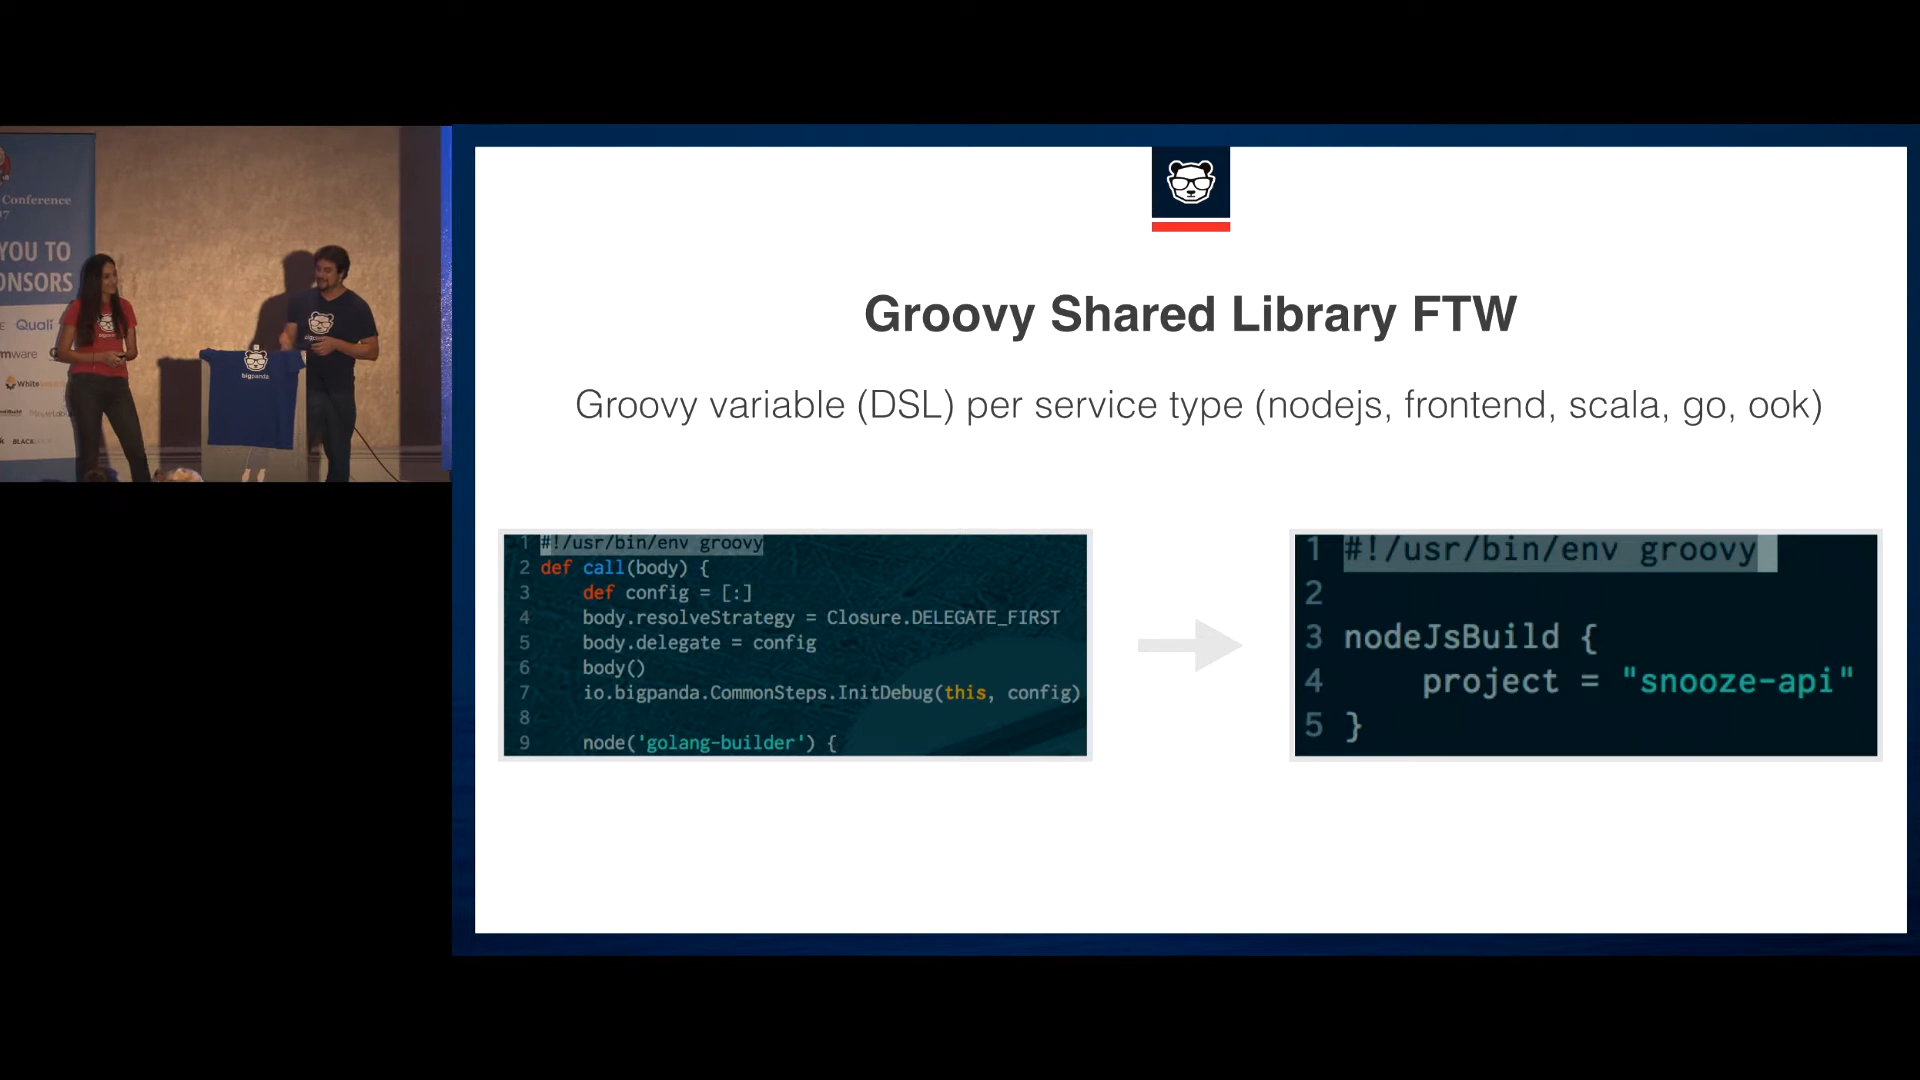 Conference
YOU TO
ONSORS
Quali
mware
White
BLACK
bigpanda
Groovy Shared Library FTW
Groovy variable (DSL) per service type (nodejs, frontend, scala, go, ook)
1 #!/usr/bin/env groovy
2 def call(body) {
3 def config = [:]
4 body.resolveStrategy = Closure.DELEGATE_FIRST
5 body.delegate = config
6 body()
7 io.bigpanda.CommonSteps.InitDebug(this, config)
8
9 node('golang-builder') {
1 #!/usr/bin/env groovy
2
3 nodeJsBuild {
4 project = "snooze-api"
5 }